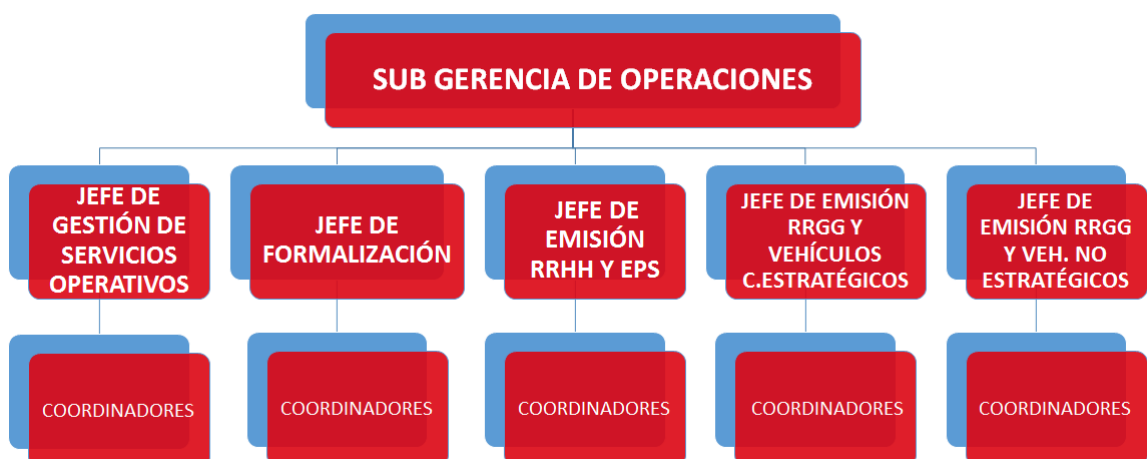 SUB GERENCIA DE OPERACIONES
JEFE DE
GESTIÓN DE
SERVICIOS
OPERATIVOS
JEFE DE
FORMALIZACIÓN
JEFE DE
EMISIÓN
RRHH Y EPS
JEFE DE EMISIÓN
RRGG Y
VEHÍCULOS
C.ESTRATÉGICOS
JEFE DE
EMISIÓN RRGG
Y VEH. NO
ESTRATÉGICOS
COORDINADORES
COORDINADORES
COORDINADORES
COORDINADORES
COORDINADORES